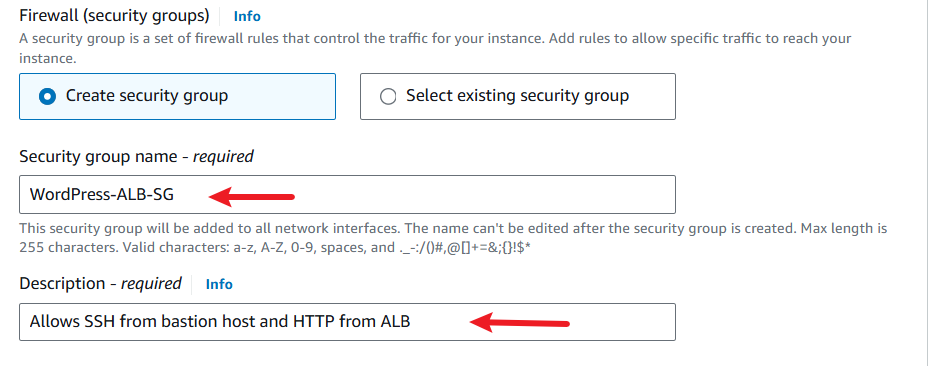 Firewall (security groups) Info
A security group is a set of firewall rules that control the traffic for your instance. Add rules to allow specific traffic to reach your
instance.
Create security group
Select existing security group
Security group name - required
WordPress-ALB-SG
This security group will be added to all network interfaces. The name can't be edited after the security group is created. Max length is
255 characters. Valid characters: a-z, A-Z, 0-9, spaces, and ._-:/()#,@[]+=&;{}!$*
Description - required Info
Allows SSH from bastion host and HTTP from ALB